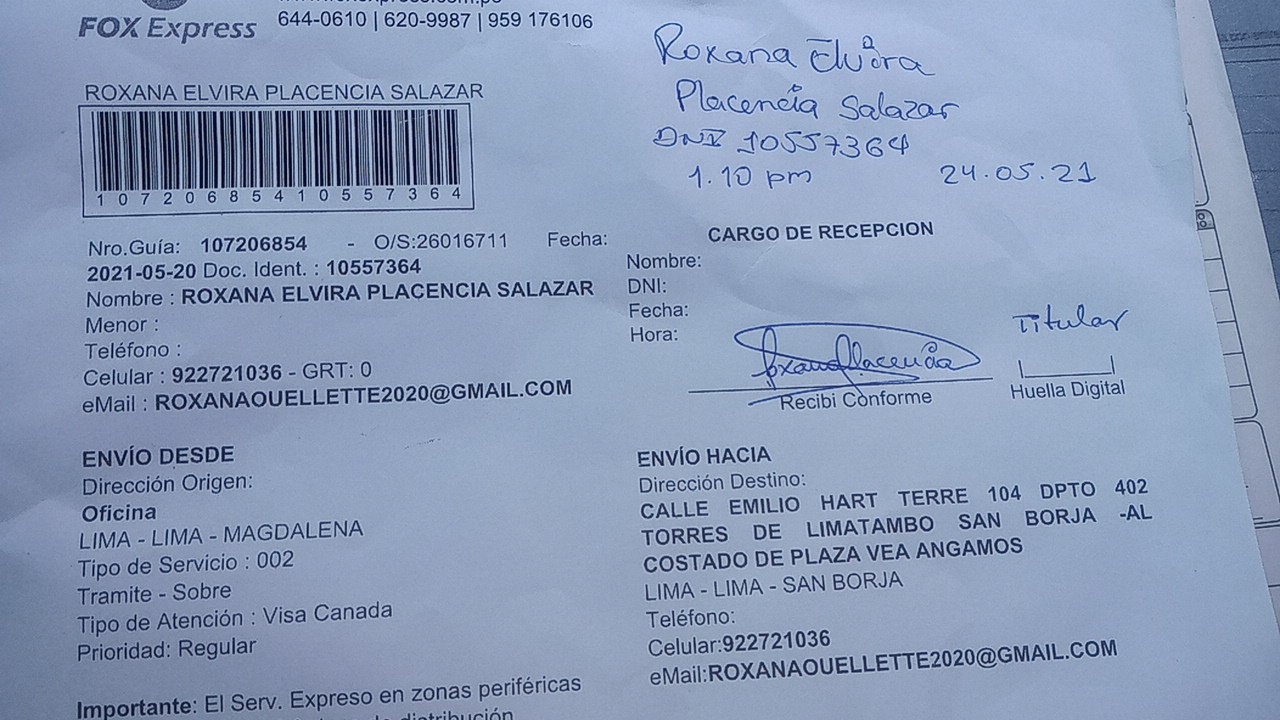 FOX Express
644-0610 | 620-9987 | 959 176106
Roxana Elvira
Placencia Salazar
DNI 10557364
1.10 pm 24.05.21
ROXANA ELVIRA PLACENCIA SALAZAR
10720685410557364
Nro.Guía: 107206854 - O/S:26016711 Fecha:
2021-05-20 Doc. Ident. : 10557364
Nombre : ROXANA ELVIRA PLACENCIA SALAZAR
Menor :
Teléfono :
Celular : 922721036 - GRT: 0
eMail : ROXANAOUELLETTE2020@GMAIL.COM
CARGO DE RECEPCION
Nombre:
DNI:
Fecha:
Hora:
Roxana Placencia
Recibi Conforme
Titular
Huella Digital
ENVÍO DESDE
Dirección Origen:
Oficina
LIMA - LIMA - MAGDALENA
Tipo de Servicio : 002
Tramite - Sobre
Tipo de Atención : Visa Canada
Prioridad: Regular
ENVÍO HACIA
Dirección Destino:
CALLE EMILIO HART TERRE 104 DPTO 402
TORRES DE LIMATAMBO SAN BORJA -AL
COSTADO DE PLAZA VEA ANGAMOS
LIMA - LIMA - SAN BORJA
Teléfono:
Celular:922721036
eMail:ROXANAOUELLETTE2020@GMAIL.COM
Importante: El Serv. Expreso en zonas periféricas
distribución